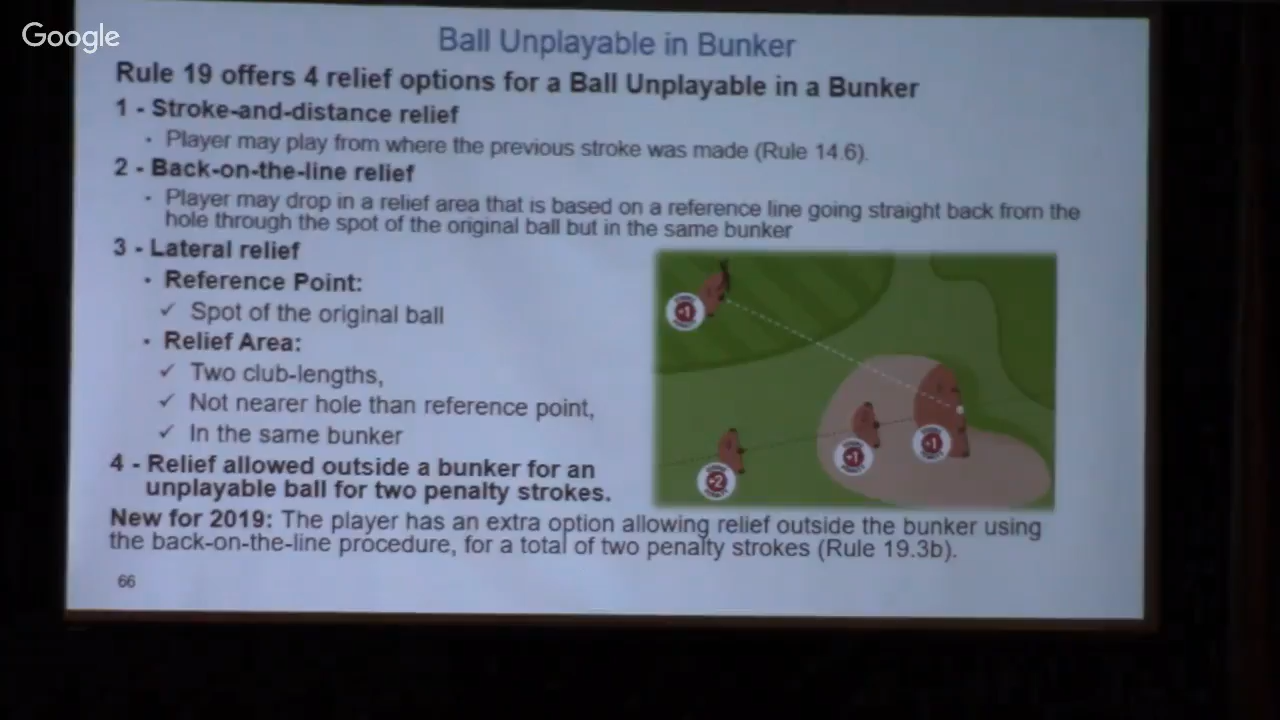 Google
Ball Unplayable in Bunker
Rule 19 offers 4 relief options for a Ball Unplayable in a Bunker
1 - Stroke-and-distance relief
· Player may play from where the previous stroke was made (Rule 14.6).
2 - Back-on-the-line relief
· Player may drop in a relief area that is based on a reference line going straight back from the
hole through the spot of the original ball but in the same bunker
3 - Lateral relief
· Reference Point:
✓ Spot of the original ball
· Relief Area:
✓ Two club-lengths,
✓ Not nearer hole than reference point,
✓ In the same bunker
+1
+1
+1
+2
4 - Relief allowed outside a bunker for an
unplayable ball for two penalty strokes.
New for 2019: The player has an extra option allowing relief outside the bunker using
the back-on-the-line procedure, for a total of two penalty strokes (Rule 19.3b).
66